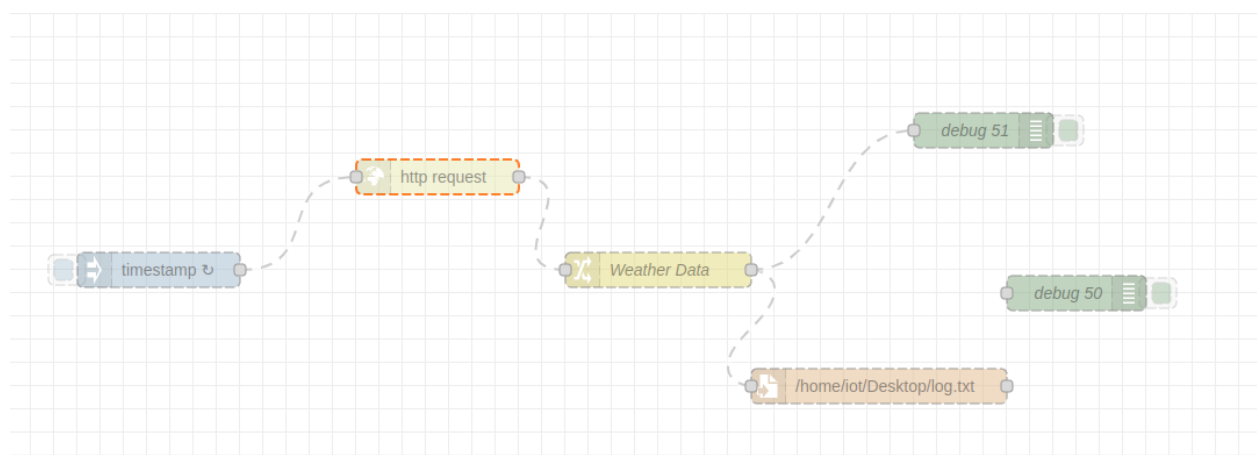 debug 51
http request
timestamp ↻
Weather Data
debug 50
/home/iot/Desktop/log.txt